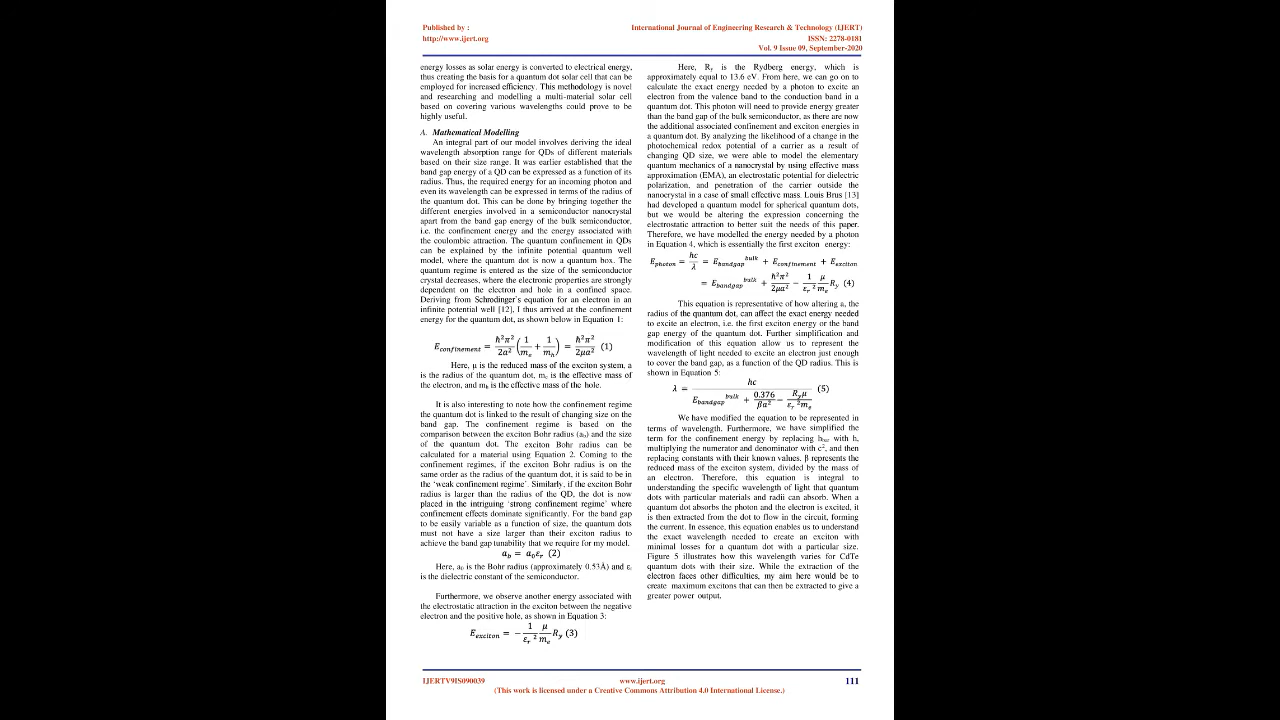 Published by :
http://www.ijert.org
International Journal of Engineering Research & Technology (IJERT)
ISSN: 2278-0181
Vol. 9 Issue 09, September-2020
energy losses as solar energy is converted to electrical energy,
thus creating the basis for a quantum dot solar cell that can be
employed for increased efficiency. This methodology is novel
and researching and modelling a multi-material solar cell
based on covering various wavelengths could prove to be
highly useful.
A. Mathematical Modelling
An integral part of our model involves deriving the ideal
wavelength absorption range for QDs of different materials
based on their size range. It was earlier established that the
band gap energy of a QD can be expressed as a function of its
radius. Thus, the required energy for an incoming photon and
even its wavelength can be expressed in terms of the radius of
the quantum dot. This can be done by bringing together the
different energies involved in a semiconductor nanocrystal
apart from the band gap energy of the bulk semiconductor,
i.e. the confinement energy and the energy associated with
the coulombic attraction. The quantum confinement in QDs
can be explained by the infinite potential quantum well
model, where the quantum dot is now a quantum box. The
quantum regime is entered as the size of the semiconductor
crystal decreases, where the electronic properties are strongly
dependent on the electron and hole in a confined space.
Deriving from Schrodinger's equation for an electron in an
infinite potential well [12], I thus arrived at the confinement
energy for the quantum dot, as shown below in Equation 1:
E_confinement = ħ²π²/2a² (1/m_e + 1/m_h) = ħ²π²/2μa² (1)
Here, μ is the reduced mass of the exciton system, a
is the radius of the quantum dot, me is the effective mass of
the electron, and mh is the effective mass of the hole.
It is also interesting to note how the confinement regime
the quantum dot is linked to the result of changing size on the
band gap. The confinement regime is based on the
comparison between the exciton Bohr radius (ab) and the size
of the quantum dot. The exciton Bohr radius can be
calculated for a material using Equation 2. Coming to the
confinement regimes, if the exciton Bohr radius is on the
same order as the radius of the quantum dot, it is said to be in
the 'weak confinement regime'. Similarly, if the exciton Bohr
radius is larger than the radius of the QD, the dot is now
placed in the intriguing 'strong confinement regime' where
confinement effects dominate significantly. For the band gap
to be easily variable as a function of size, the quantum dots
must not have a size larger than their exciton radius to
achieve the band gap tunability that we require for my model.
a_b = a_0 ε_r (2)
Here, a0 is the Bohr radius (approximately 0.53Å) and εr
is the dielectric constant of the semiconductor.
Furthermore, we observe another energy associated with
the electrostatic attraction in the exciton between the negative
electron and the positive hole, as shown in Equation 3:
E_exciton = − 1/ε_r² μ/m_e R_y (3)
Here, Ry is the Rydberg energy, which is
approximately equal to 13.6 eV. From here, we can go on to
calculate the exact energy needed by a photon to excite an
electron from the valence band to the conduction band in a
quantum dot. This photon will need to provide energy greater
than the band gap of the bulk semiconductor, as there are now
the additional associated confinement and exciton energies in
a quantum dot. By analyzing the likelihood of a change in the
photochemical redox potential of a carrier as a result of
changing QD size, we were able to model the elementary
quantum mechanics of a nanocrystal by using effective mass
approximation (EMA), an electrostatic potential for dielectric
polarization, and penetration of the carrier outside the
nanocrystal in a case of small effective mass. Louis Brus [13]
had developed a quantum model for spherical quantum dots,
but we would be altering the expression concerning the
electrostatic attraction to better suit the needs of this paper.
Therefore, we have modelled the energy needed by a photon
in Equation 4, which is essentially the first exciton energy:
E_photon = hc/λ = E_bandgap^bulk + E_confinement + E_exciton
= E_bandgap^bulk + ħ²π²/2μa² − 1/ε_r² μ/m_e R_y (4)
This equation is representative of how altering a, the
radius of the quantum dot, can affect the exact energy needed
to excite an electron, i.e. the first exciton energy or the band
gap energy of the quantum dot. Further simplification and
modification of this equation allow us to represent the
wavelength of light needed to excite an electron just enough
to cover the band gap, as a function of the QD radius. This is
shown in Equation 5:
λ = hc / (E_bandgap^bulk + 0.376/βa² − R_yμ/ε_r²m_e) (5)
We have modified the equation to be represented in
terms of wavelength. Furthermore, we have simplified the
term for the confinement energy by replacing hbar with h,
multiplying the numerator and denominator with c², and then
replacing constants with their known values. β represents the
reduced mass of the exciton system, divided by the mass of
an electron. Therefore, this equation is integral to
understanding the specific wavelength of light that quantum
dots with particular materials and radii can absorb. When a
quantum dot absorbs the photon and the electron is excited, it
is then extracted from the dot to flow in the circuit, forming
the current. In essence, this equation enables us to understand
the exact wavelength needed to create an exciton with
minimal losses for a quantum dot with a particular size.
Figure 5 illustrates how this wavelength varies for CdTe
quantum dots with their size. While the extraction of the
electron faces other difficulties, my aim here would be to
create maximum excitons that can then be extracted to give a
greater power output.
IJERTV9IS090039
www.ijert.org
111
(This work is licensed under a Creative Commons Attribution 4.0 International License.)